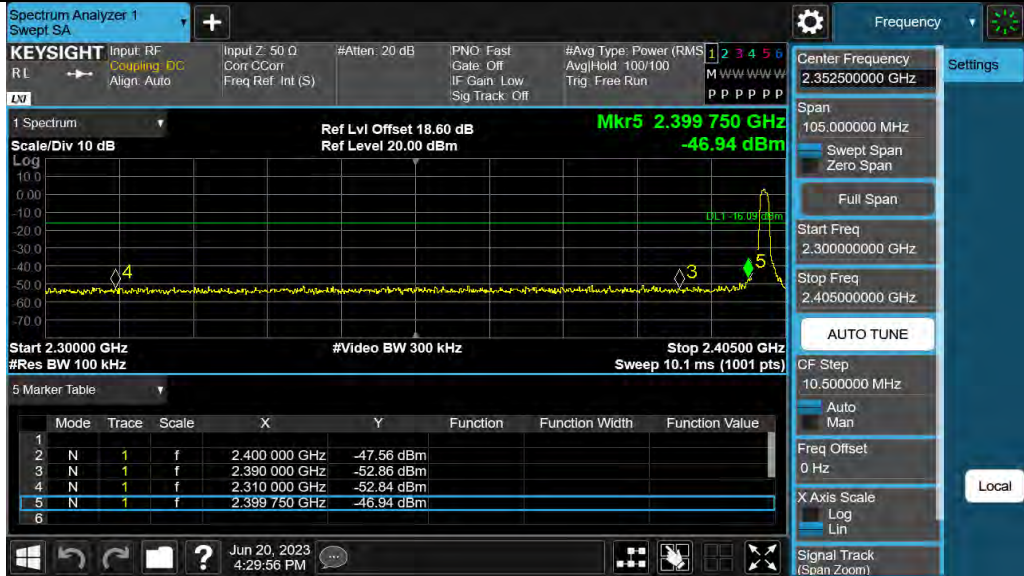 Spectrum Analyzer 1
Swept SA
+
Frequency
KEYSIGHT
RL
LXI
Input: RF
Coupling: DC
Align: Auto
Input Z: 50 Ω
Corr CCorr
Freq Ref: Int (S)
#Atten: 20 dB
PNO: Fast
Gate: Off
IF Gain: Low
Sig Track: Off
#Avg Type: Power (RMS
Avg|Hold: 100/100
Trig: Free Run
1 2 3 4 5 6
M W W W W W
P P P P P P
1 Spectrum
Scale/Div 10 dB
Ref Lvl Offset 18.60 dB
Ref Level 20.00 dBm
Mkr5 2.399 750 GHz
-46.94 dBm
Log
10.0
0.00
-10.0
-20.0
-30.0
-40.0
-50.0
-60.0
-70.0
DL1 -16.09 dBm
4
3
5
Start 2.30000 GHz
#Res BW 100 kHz
#Video BW 300 kHz
Stop 2.40500 GHz
Sweep 10.1 ms (1001 pts)
5 Marker Table
Mode Trace Scale X Y Function Function Width Function Value
1
2 N 1 f 2.400 000 GHz -47.56 dBm
3 N 1 f 2.390 000 GHz -52.86 dBm
4 N 1 f 2.310 000 GHz -52.84 dBm
5 N 1 f 2.399 750 GHz -46.94 dBm
6
Center Frequency
2.352500000 GHz
Span
105.000000 MHz
Swept Span
Zero Span
Full Span
Start Freq
2.300000000 GHz
Stop Freq
2.405000000 GHz
AUTO TUNE
CF Step
10.500000 MHz
Auto
Man
Freq Offset
0 Hz
X Axis Scale
Log
Lin
Signal Track
(Span Zoom)
Settings
Local
?
Jun 20, 2023
4:29:56 PM